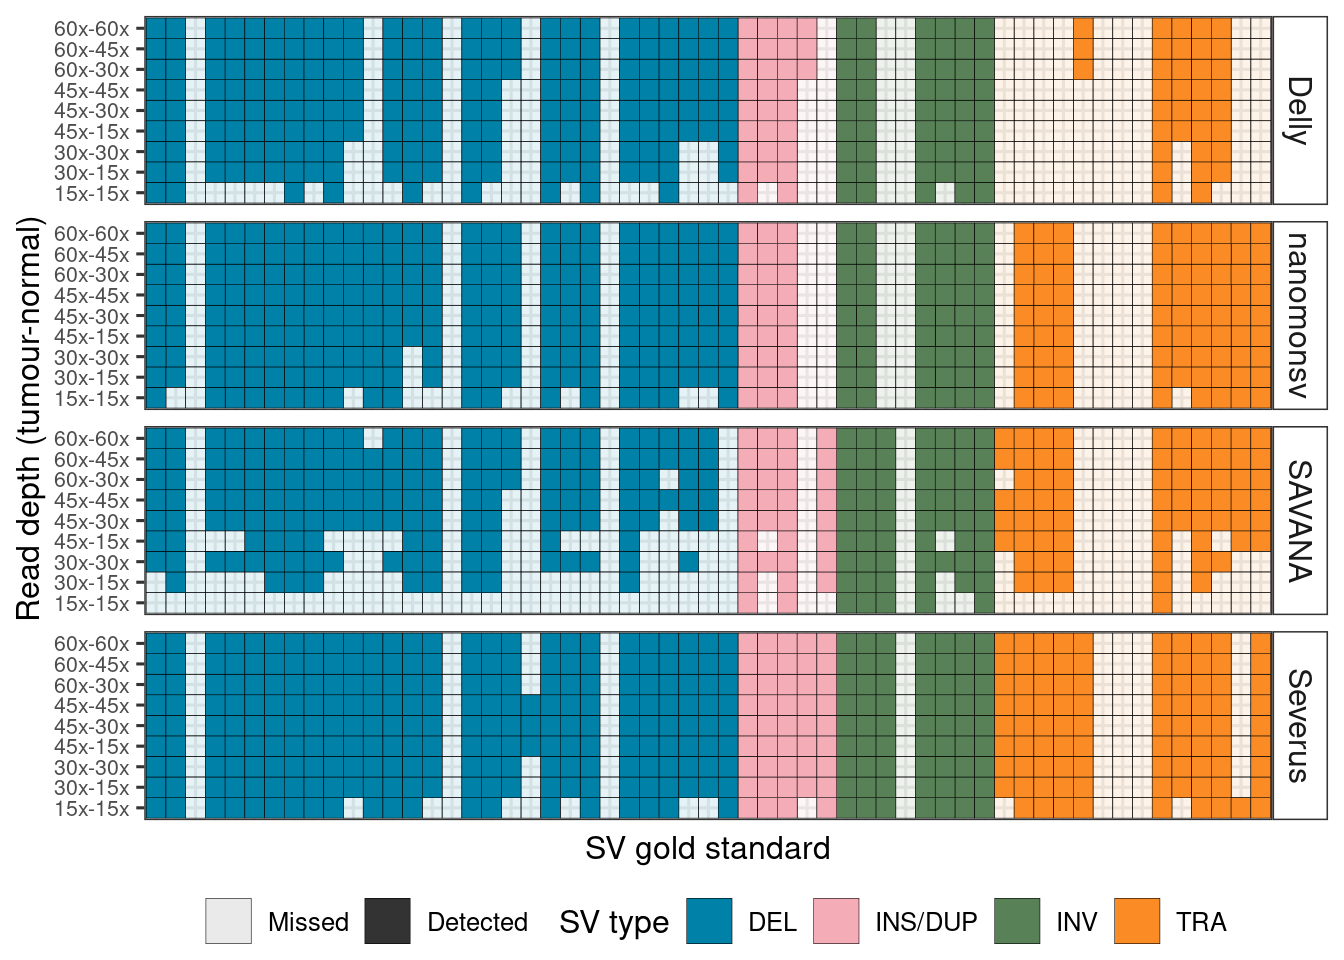 60x-60x
60x-45x
60x-30x
45x-45x
45x-30x
45x-15x
30x-30x
30x-15x
15x-15x
Delly
60x-60x
60x-45x
60x-30x
45x-45x
45x-30x
45x-15x
30x-30x
30x-15x
15x-15x
nanomonsv
60x-60x
60x-45x
60x-30x
45x-45x
45x-30x
45x-15x
30x-30x
30x-15x
15x-15x
SAVANA
60x-60x
60x-45x
60x-30x
45x-45x
45x-30x
45x-15x
30x-30x
30x-15x
15x-15x
Severus
Read depth (tumour-normal)
SV gold standard
Missed Detected SV type DEL INS/DUP INV TRA